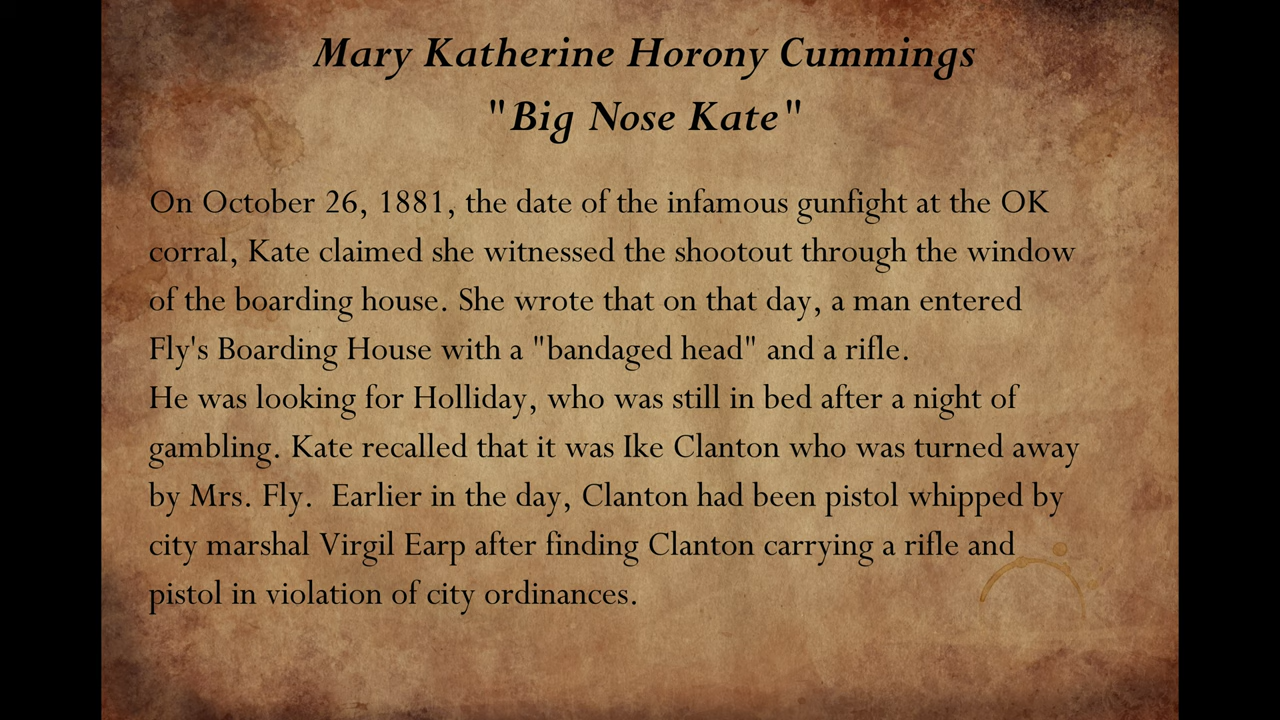 Mary Katherine Horony Cummings
"Big Nose Kate"
On October 26, 1881, the date of the infamous gunfight at the OK
corral, Kate claimed she witnessed the shootout through the window
of the boarding house. She wrote that on that day, a man entered
Fly's Boarding House with a "bandaged head" and a rifle.
He was looking for Holliday, who was still in bed after a night of
gambling. Kate recalled that it was Ike Clanton who was turned away
by Mrs. Fly.  Earlier in the day, Clanton had been pistol whipped by
city marshal Virgil Earp after finding Clanton carrying a rifle and
pistol in violation of city ordinances.